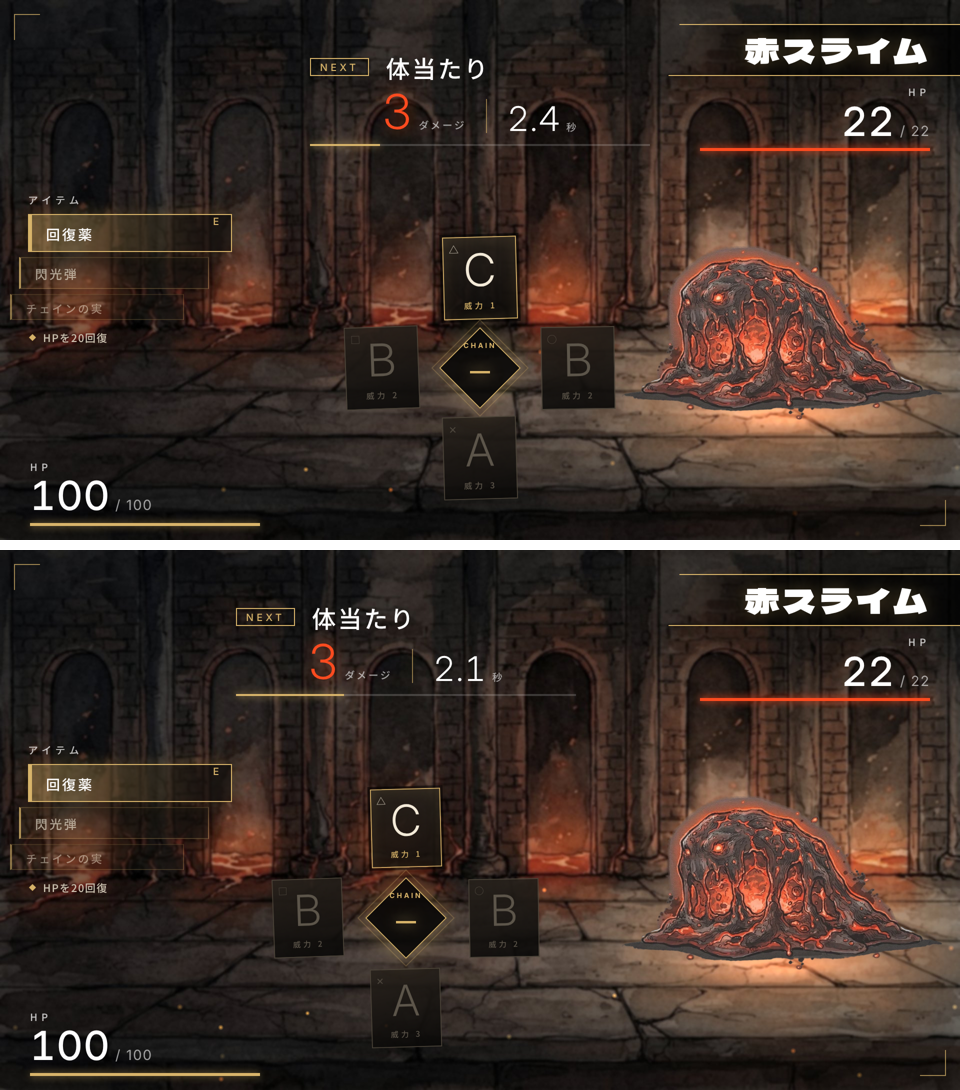 NEXT 体当たり
3 ダメージ 2.4 秒
赤スライム
HP
22 / 22
アイテム
回復薬 E
閃光弾
チェインの実
HPを20回復
C
威力 1
B
威力 2
CHAIN
B
威力 2
A
威力 3
HP
100 / 100
NEXT 体当たり
3 ダメージ 2.1 秒
赤スライム
HP
22 / 22
アイテム
回復薬 E
閃光弾
チェインの実
HPを20回復
C
威力 1
B
威力 2
CHAIN
B
威力 2
A
威力 3
HP
100 / 100